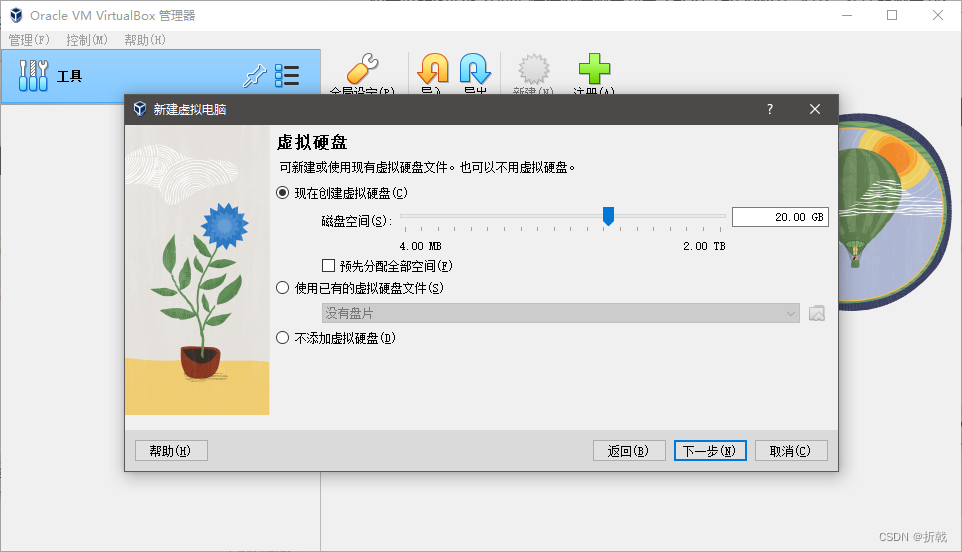 Oracle VM VirtualBox 管理器
管理(F) 控制(M) 帮助(H)
工具
全局设定(P) 导入 导出 新建(N) 注册(A)
新建虚拟电脑 ?
虚拟硬盘
可新建或使用现有虚拟硬盘文件。也可以不用虚拟硬盘。
现在创建虚拟硬盘(C)
磁盘空间(S): 20.00 GB
4.00 MB 2.00 TB
预先分配全部空间(F)
使用已有的虚拟硬盘文件(S)
没有盘片
不添加虚拟硬盘(D)
帮助(H) 返回(B) 下一步(N) 取消(C)
CSDN @折戟